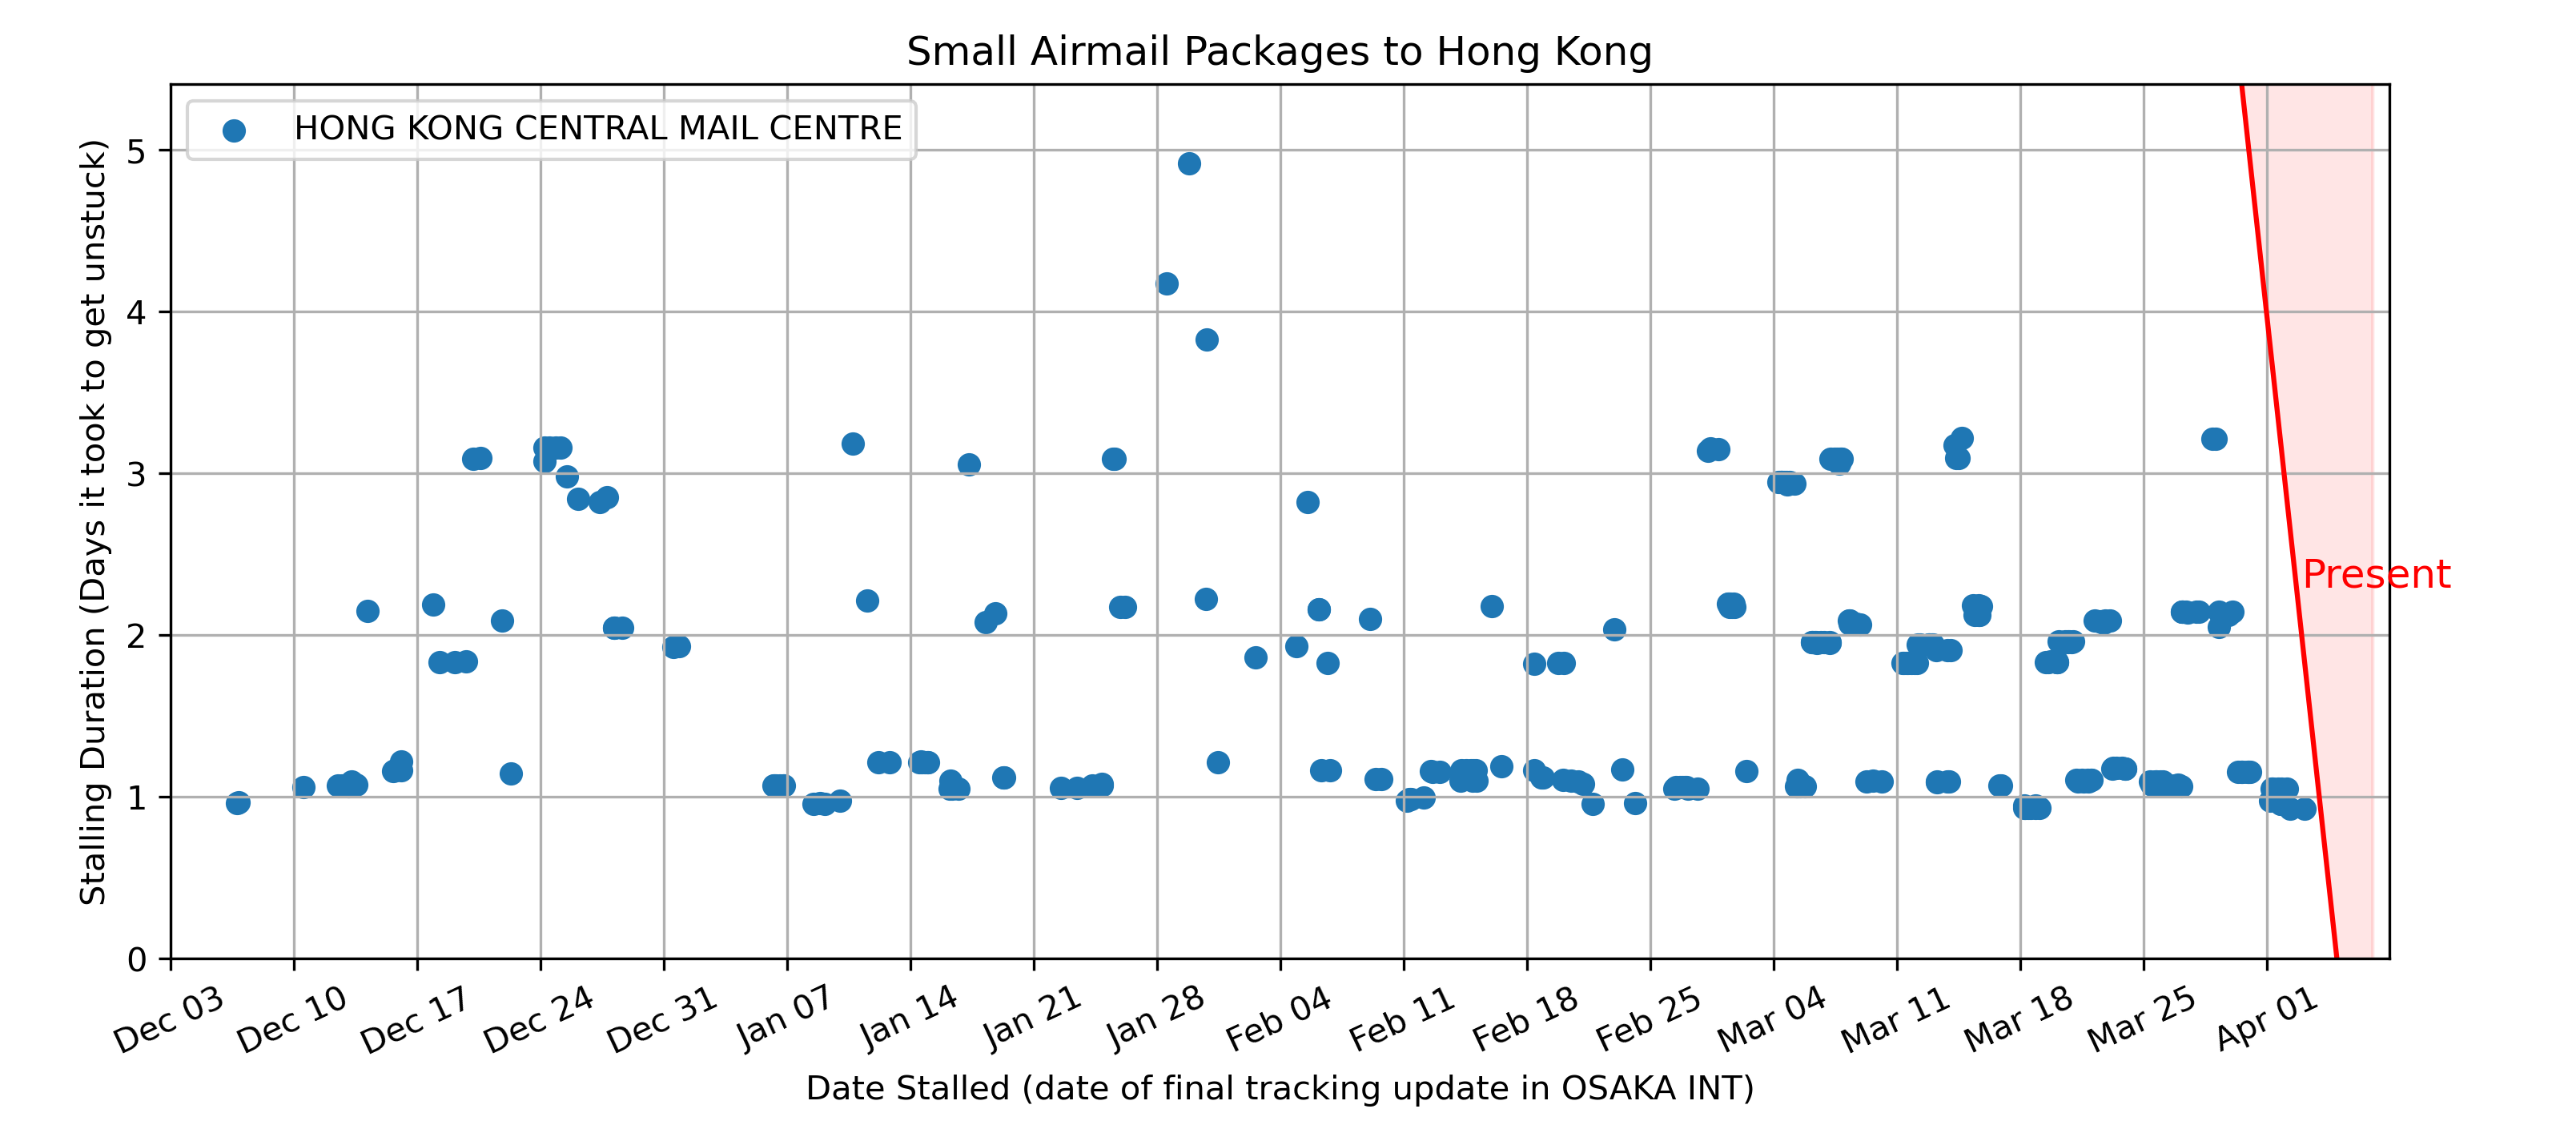 Small Airmail Packages to Hong Kong
HONG KONG CENTRAL MAIL CENTRE
Stalling Duration (Days it took to get unstuck)
5
4
3
2
1
0
Present
Dec 03
Dec 10
Dec 17
Dec 24
Dec 31
Jan 07
Jan 14
Jan 21
Jan 28
Feb 04
Feb 11
Feb 18
Feb 25
Mar 04
Mar 11
Mar 18
Mar 25
Apr 01
Date Stalled (date of final tracking update in OSAKA INT)